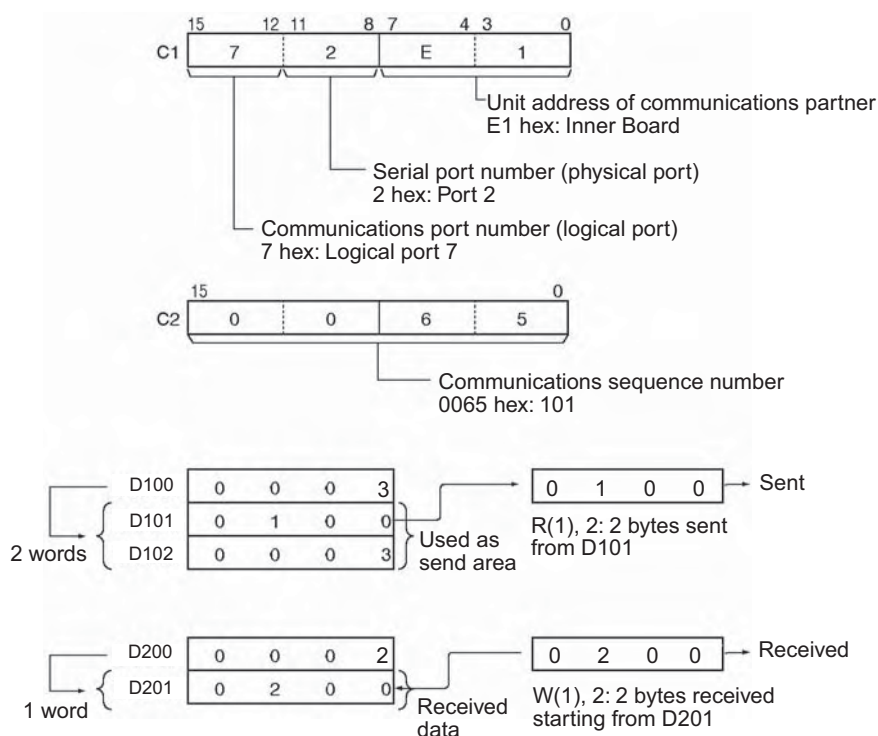 15 12 11 8 7 4 3 0
C1 7 2 E 1
Unit address of communications partner
E1 hex: Inner Board
Serial port number (physical port)
2 hex: Port 2
Communications port number (logical port)
7 hex: Logical port 7
15 0
C2 0 0 6 5
Communications sequence number
0065 hex: 101
D100 0 0 0 3
D101 0 1 0 0
D102 0 0 0 3
2 words
Used as
send area
0 1 0 0 Sent
R(1), 2: 2 bytes sent
from D101
D200 0 0 0 2
D201 0 2 0 0
1 word
Received
data
0 2 0 0 Received
W(1), 2: 2 bytes received
starting from D201